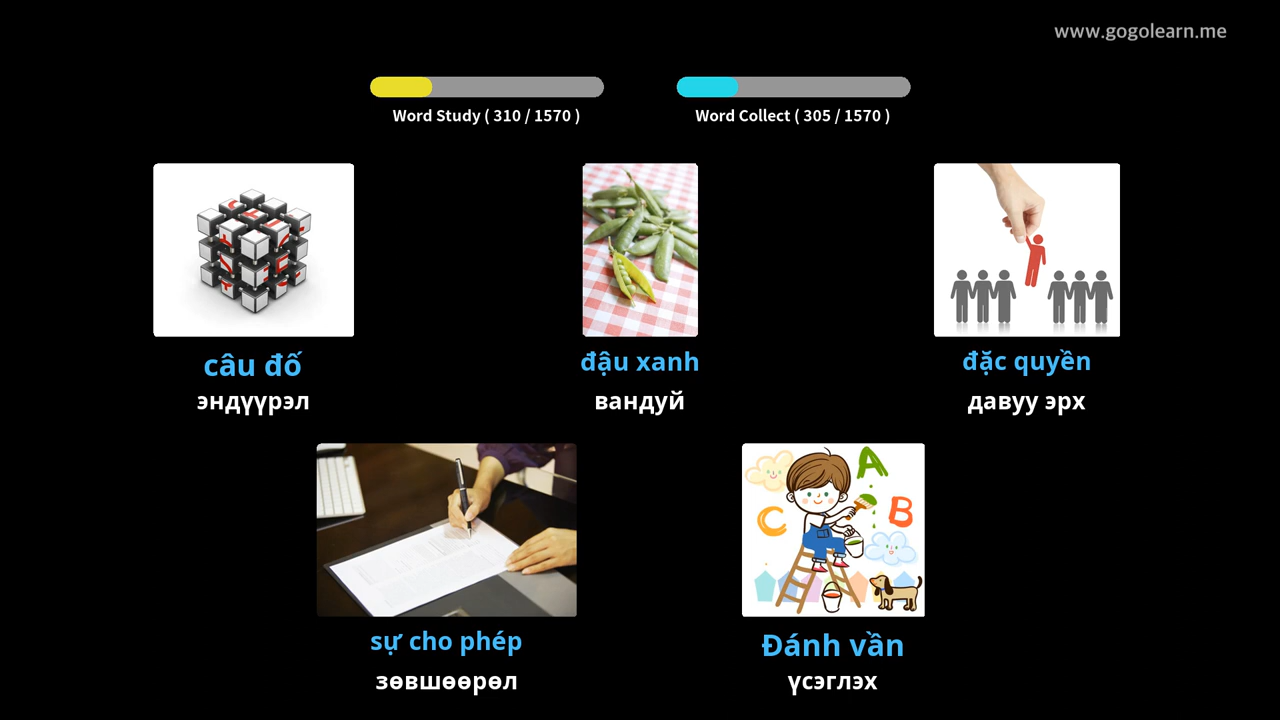 www.gogolearn.me
Word Study ( 310 / 1570 )
Word Collect ( 305 / 1570 )
câu đố
эндүүрэл
đậu xanh
вандуй
đặc quyền
давуу эрх
sự cho phép
зөвшөөрөл
Đánh vần
үсэглэх
A
B
C